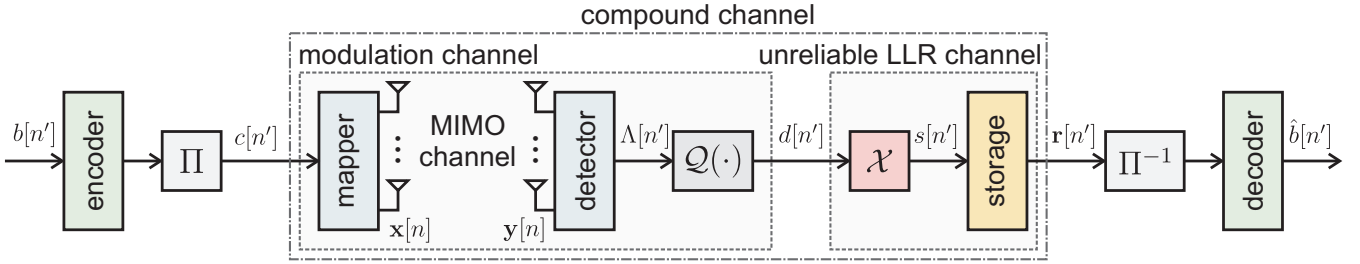 compound channel
modulation channel
unreliable LLR channel
b[n′]
encoder
Π
c[n′]
mapper
MIMO
channel
x[n]
y[n]
detector
Λ[n′]
Q(·)
d[n′]
X
s[n′]
storage
r[n′]
Π⁻¹
decoder
b̂[n′]